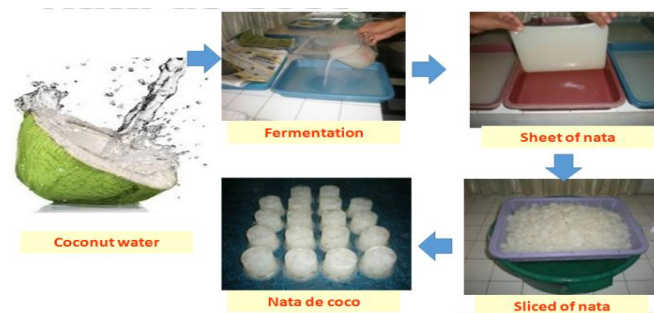 Fermentation
Sheet of nata
Coconut water
Nata de coco
Sliced of nata